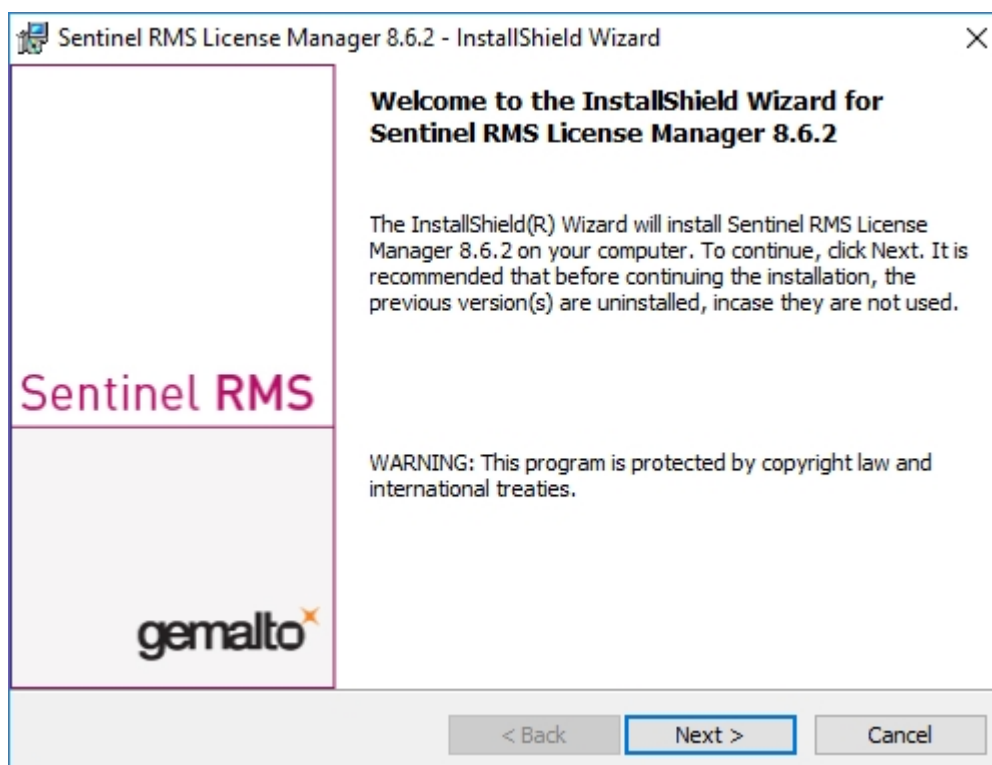 Sentinel RMS License Manager 8.6.2 - InstallShield Wizard
Welcome to the InstallShield Wizard for
Sentinel RMS License Manager 8.6.2
The InstallShield(R) Wizard will install Sentinel RMS License
Manager 8.6.2 on your computer. To continue, click Next. It is
recommended that before continuing the installation, the
previous version(s) are uninstalled, incase they are not used.
Sentinel RMS
WARNING: This program is protected by copyright law and
international treaties.
gemalto
< Back
Next >
Cancel